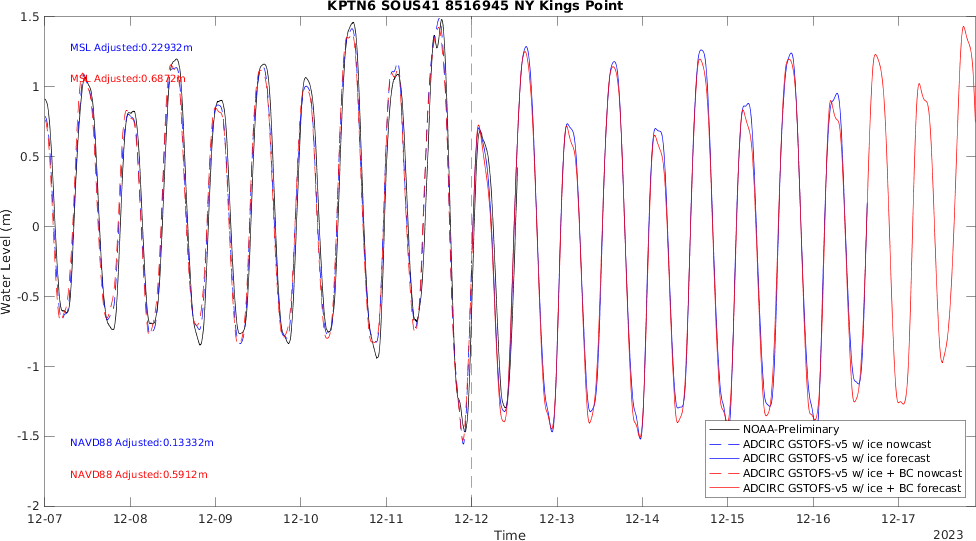 KPTN6 SOUS41 8516945 NY Kings Point
MSL Adjusted:0.22932m
MSL Adjusted:0.6872m
NAVD88 Adjusted:0.13332m
NAVD88 Adjusted:0.5912m
Water Level (m)
1.5
1
0.5
0
-0.5
-1
-1.5
-2
NOAA-Preliminary
ADCIRC GSTOFS-v5 w/ ice nowcast
ADCIRC GSTOFS-v5 w/ ice forecast
ADCIRC GSTOFS-v5 w/ ice + BC nowcast
ADCIRC GSTOFS-v5 w/ ice + BC forecast
12-07 12-08 12-09 12-10 12-11 12-12 12-13 12-14 12-15 12-16 12-17
Time
2023